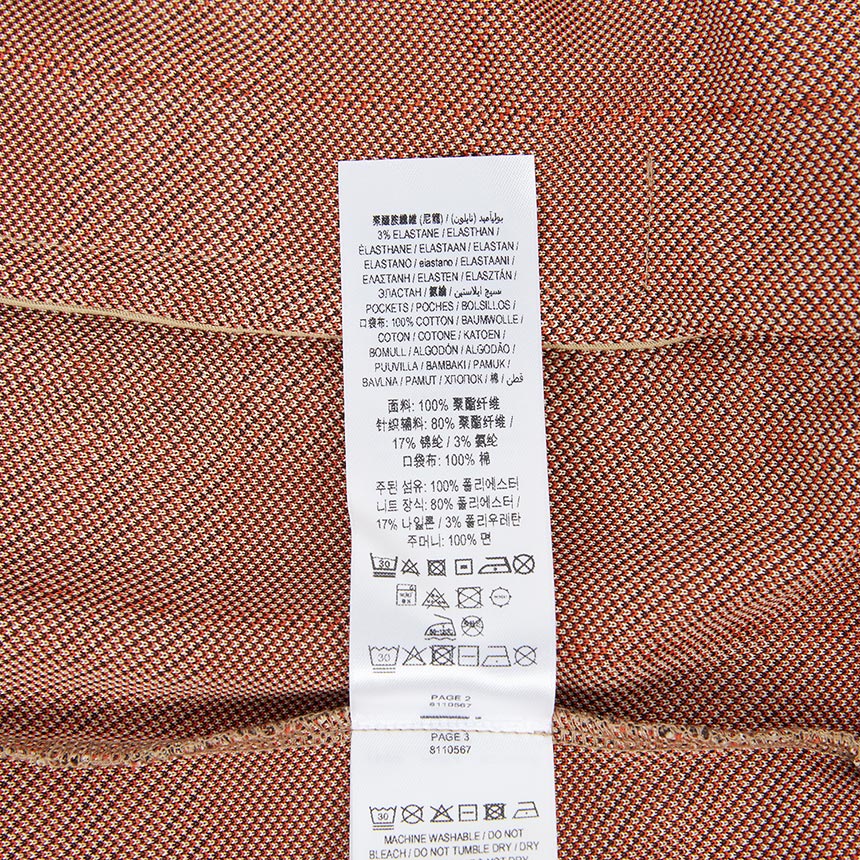 聚醯胺纖維 (尼龍) / (نايلون) بولياميد
3% ELASTANE / ELASTHAN /
ÉLASTHANE / ELASTAAN / ELASTAN /
ELASTANO / elastano / ELASTAANI /
ΕΛΑΣΤΑΝΗ / ELASTEN / ELASZTÁN /
ЭЛАСТАН / 氨綸 / نسيج ايلاستين
POCKETS / POCHES / BOLSILLOS /
口袋布: 100% COTTON / BAUMWOLLE /
COTON / COTONE / KATOEN /
BOMULL / ALGODÓN / ALGODÃO /
PUUVILLA / BAMBAKI / PAMUK /
BAVLNA / PAMUT / ХЛОПОК / 棉 / قطن
面料: 100% 聚酯纤维
针织辅料: 80% 聚酯纤维 /
17% 锦纶 / 3% 氨纶
口袋布: 100% 棉
주된 섬유: 100% 폴리에스터
니트 장식: 80% 폴리에스터 /
17% 나일론 / 3% 폴리우레탄
주머니: 100% 면
30
30
PAGE 2
8110567
PAGE 3
8110567
30
MACHINE WASHABLE / DO NOT
BLEACH / DO NOT TUMBLE DRY / DRY